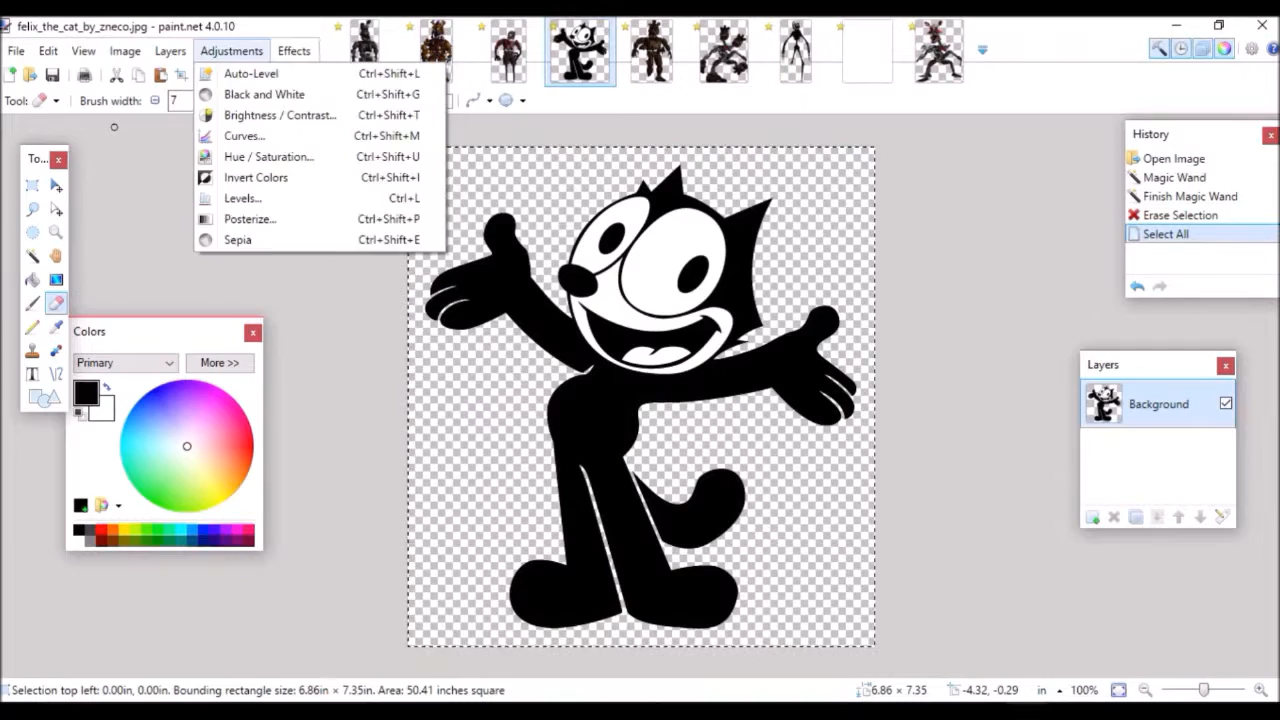 felix_the_cat_by_zneco.jpg - paint.net 4.0.10
File Edit View Image Layers Adjustments Effects
Tool: Brush width: 7
Auto-Level Ctrl+Shift+L
Black and White Ctrl+Shift+G
Brightness / Contrast... Ctrl+Shift+T
Curves... Ctrl+Shift+M
Hue / Saturation... Ctrl+Shift+U
Invert Colors Ctrl+Shift+I
Levels... Ctrl+L
Posterize... Ctrl+Shift+P
Sepia Ctrl+Shift+E
To...
Colors
Primary More >>
History
Open Image
Magic Wand
Finish Magic Wand
Erase Selection
Select All
Layers
Background
Selection top left: 0.00in, 0.00in. Bounding rectangle size: 6.86in × 7.35in. Area: 50.41 inches square 6.86 × 7.35 -4.32, -0.29 in 100%